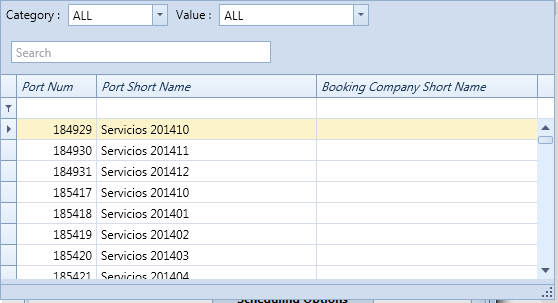 Category : ALL Value : ALL
Search
Port Num Port Short Name Booking Company Short Name
184929 Servicios 201410
184930 Servicios 201411
184931 Servicios 201412
185417 Servicios 201410
185418 Servicios 201401
185419 Servicios 201402
185420 Servicios 201403
185421 Servicios 201404
Scheduling Options